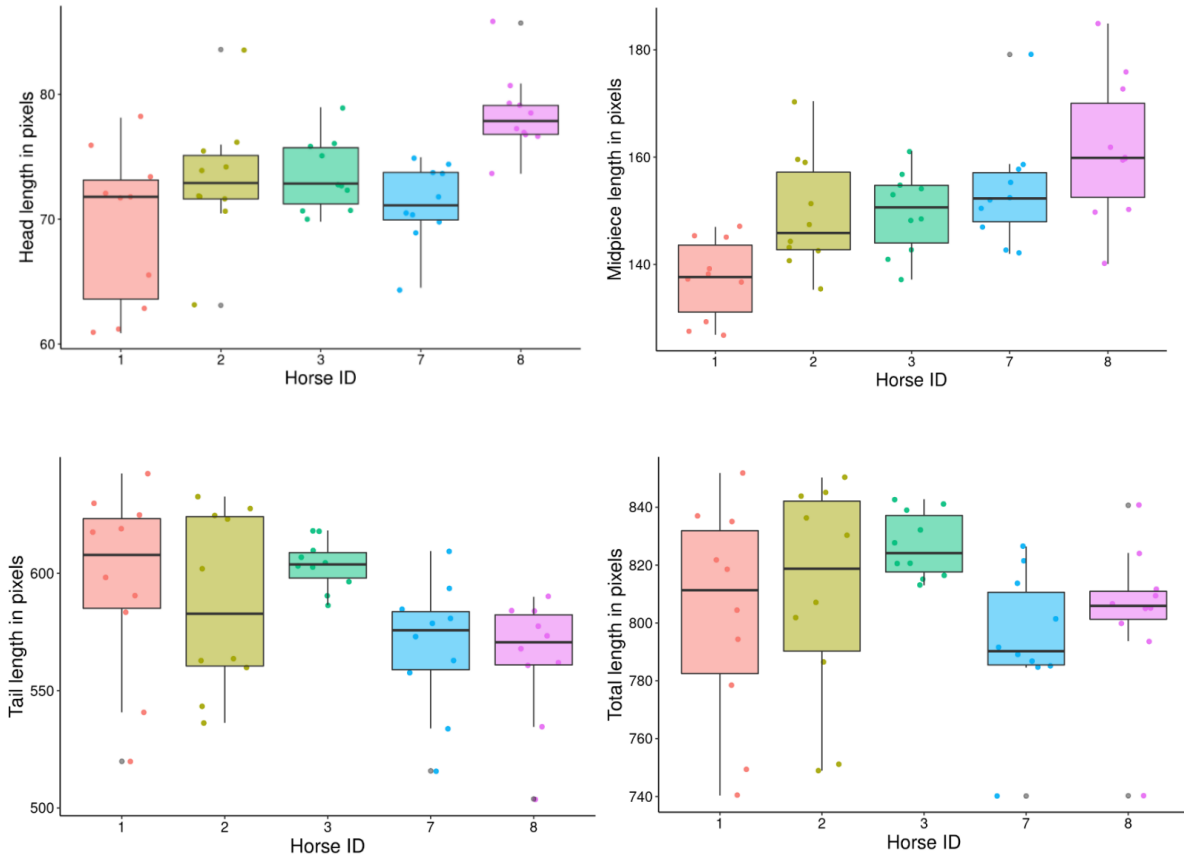 Head length in pixels
80
70
60
1 2 3 7 8
Horse ID
Midpiece length in pixels
180
160
140
1 2 3 7 8
Horse ID
Tail length in pixels
600
550
500
1 2 3 7 8
Horse ID
Total length in pixels
840
820
800
780
760
740
1 2 3 7 8
Horse ID